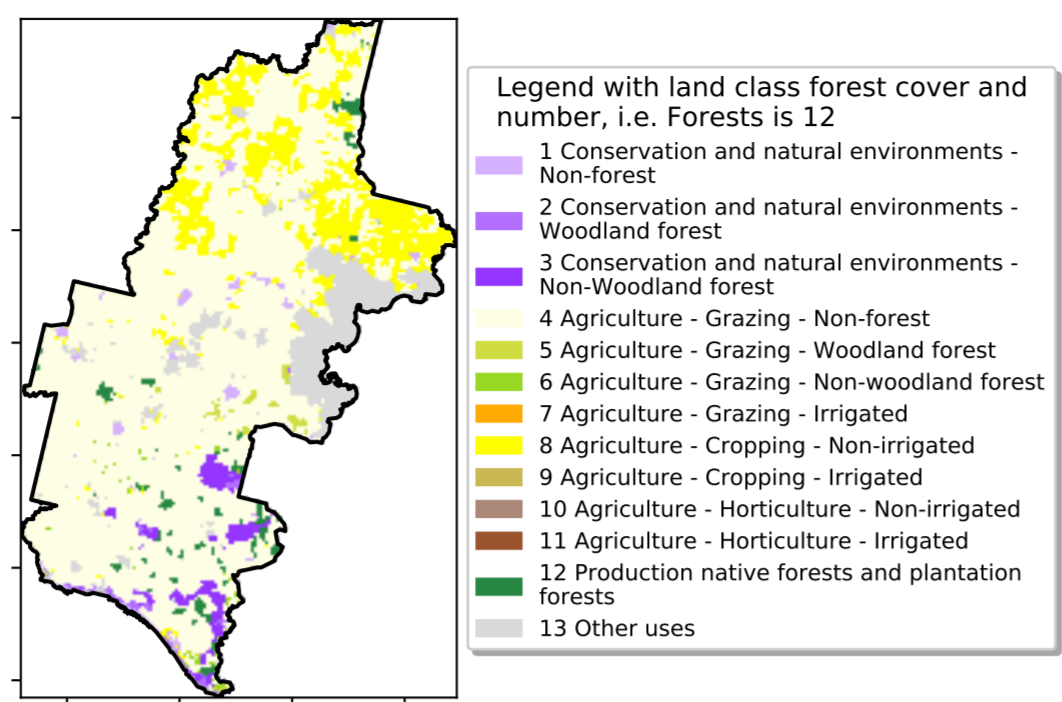 Legend with land class forest cover and
number, i.e. Forests is 12
1 Conservation and natural environments -
Non-forest
2 Conservation and natural environments -
Woodland forest
3 Conservation and natural environments -
Non-Woodland forest
4 Agriculture - Grazing - Non-forest
5 Agriculture - Grazing - Woodland forest
6 Agriculture - Grazing - Non-woodland forest
7 Agriculture - Grazing - Irrigated
8 Agriculture - Cropping - Non-irrigated
9 Agriculture - Cropping - Irrigated
10 Agriculture - Horticulture - Non-irrigated
11 Agriculture - Horticulture - Irrigated
12 Production native forests and plantation
forests
13 Other uses